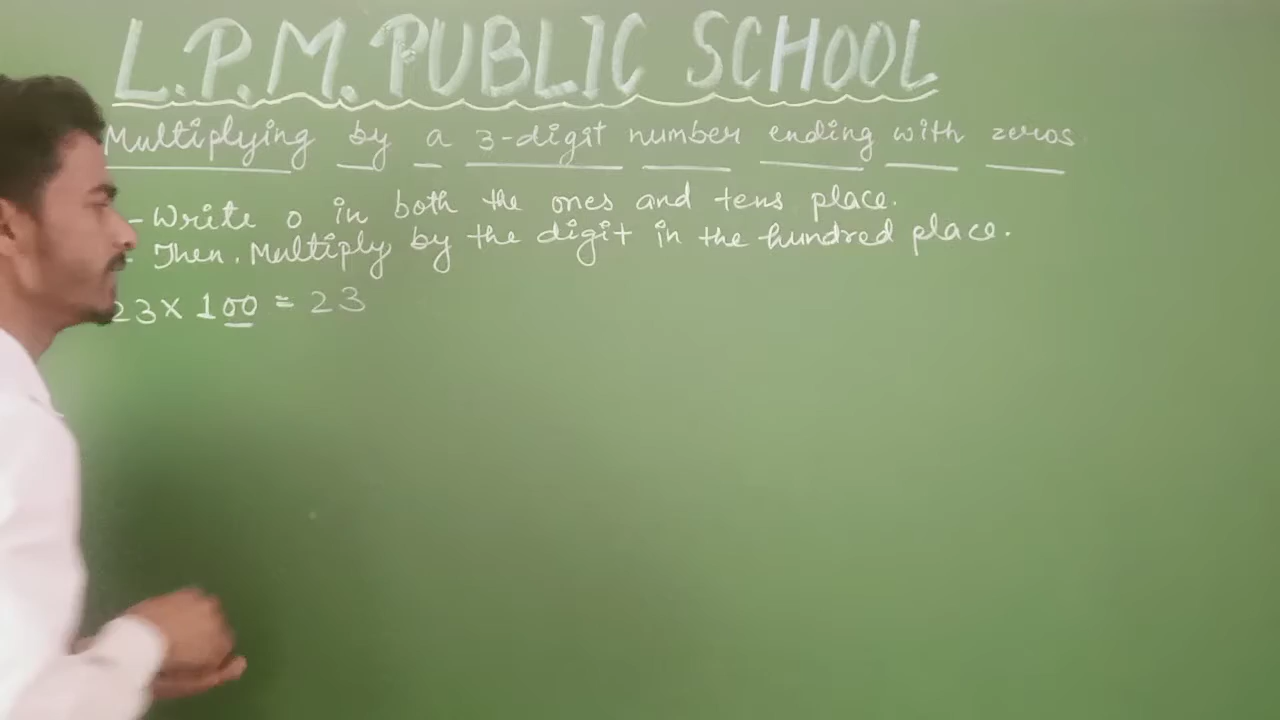 L.P.M. PUBLIC SCHOOL
Multiplying by a 3-digit number ending with zeros
- Write 0 in both the ones and tens place.
- Then, Multiply by the digit in the hundred place.
23 x 100 = 23